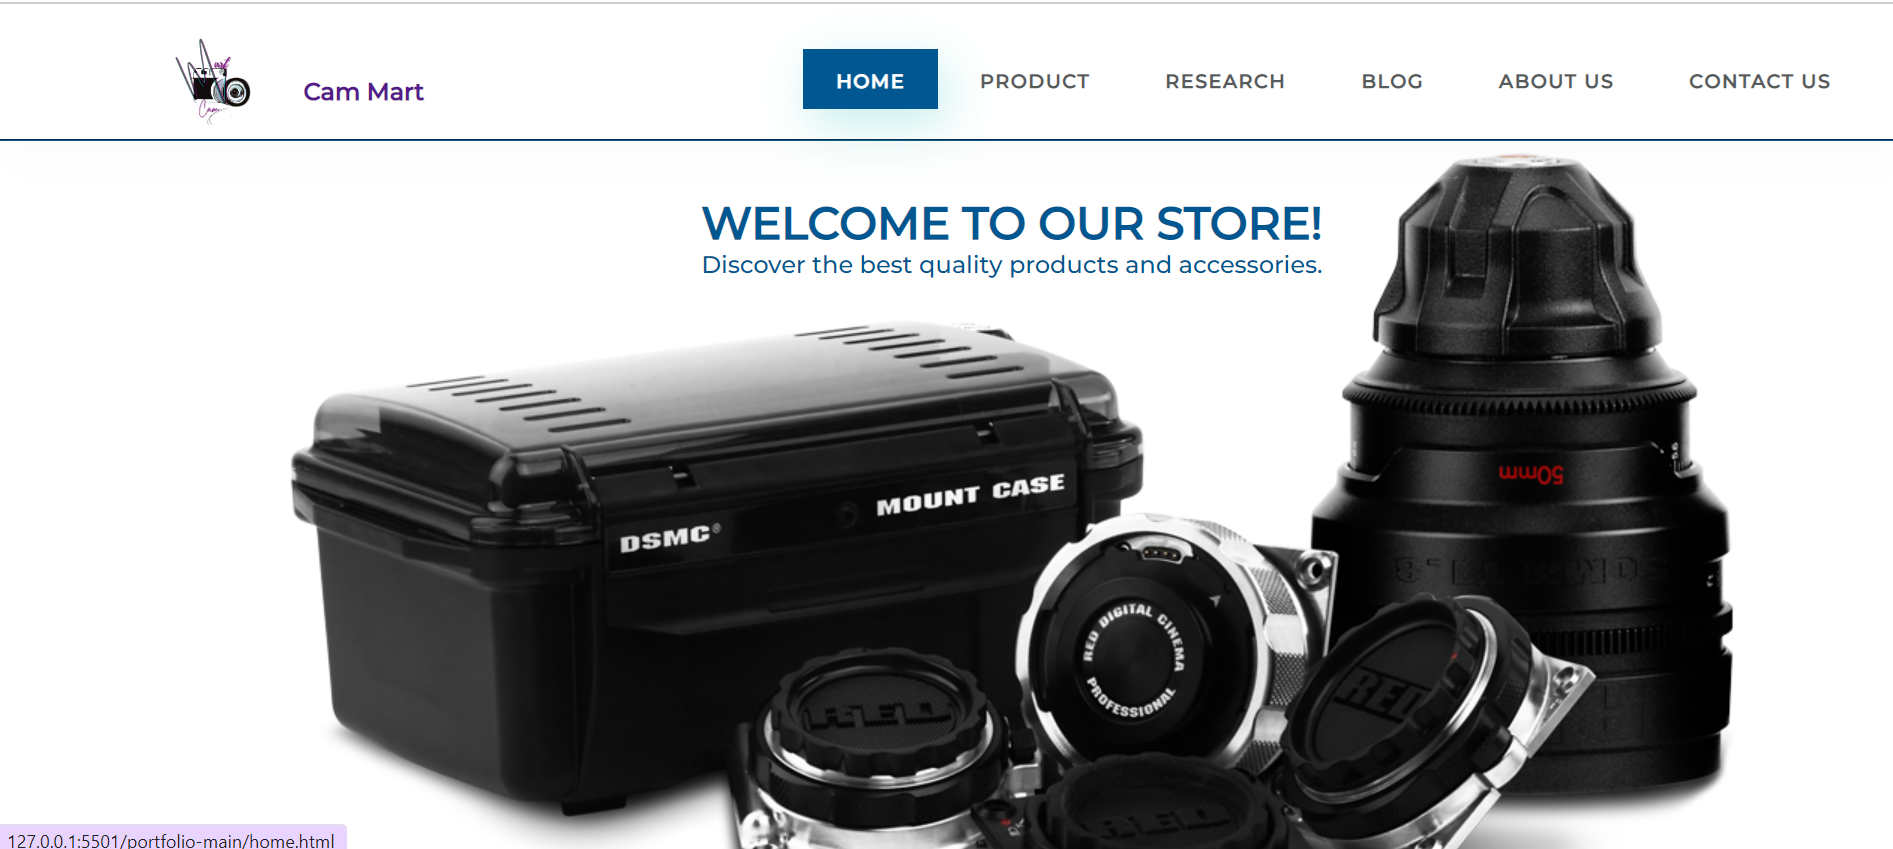 Cam Mart
HOME PRODUCT RESEARCH BLOG ABOUT US CONTACT US
WELCOME TO OUR STORE!
Discover the best quality products and accessories.
50mm
DSMC® MOUNT CASE
RED DIGITAL CINEMA
PROFESSIONAL
RED
RED
RED
127.0.0.1:5501/portfolio-main/home.html